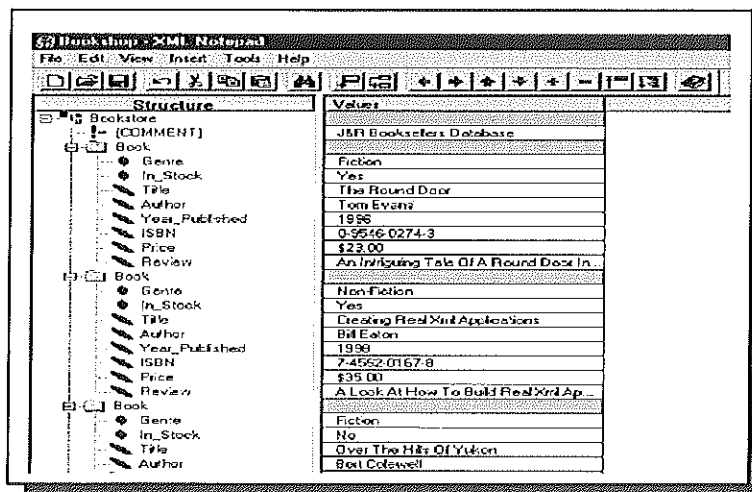 Bookshop - XML Notepad
File Edit View Insert Tools Help
Structure Values
Bookstore
(COMMENT) J&R Booksellers Database
Book
Genre Fiction
In_Stock Yes
Title The Round Door
Author Tom Evans
Year_Published 1996
ISBN 0-9546-0274-3
Price $23.00
Review An Intriguing Tale Of A Round Door In...
Book
Genre Non-Fiction
In_Stock Yes
Title Creating Real Xml Applications
Author Bill Eaton
Year_Published 1998
ISBN 7-4562-0167-8
Price $35.00
Review A Look At How To Build Real Xml Ap...
Book
Genre Fiction
In_Stock No
Title Over The Hills Of Yukon
Author Bert Colewell